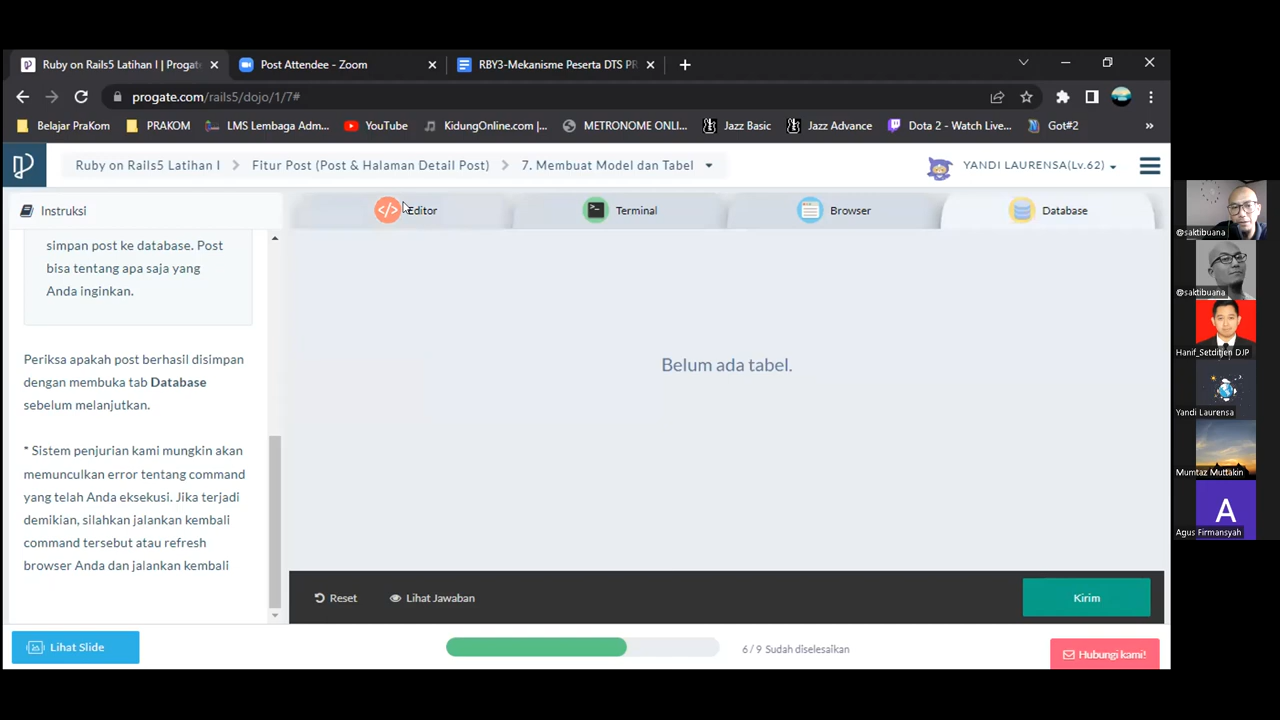 Ruby on Rails5 Latihan I | Progate
Post Attendee - Zoom
RBY3-Mekanisme Peserta DTS PR
progate.com/rails5/dojo/1/7#
Belajar PraKom
PRAKOM
LMS Lembaga Adm...
YouTube
KidungOnline.com |...
METRONOME ONLI...
Jazz Basic
Jazz Advance
Dota 2 - Watch Live...
Got#2
»
Ruby on Rails5 Latihan I
Fitur Post (Post & Halaman Detail Post)
7. Membuat Model dan Tabel
YANDI LAURENSA(Lv.62)
Instruksi
Editor
Terminal
Browser
Database
simpan post ke database. Post
bisa tentang apa saja yang
Anda inginkan.
Periksa apakah post berhasil disimpan
dengan membuka tab Database
sebelum melanjutkan.
* Sistem penjurian kami mungkin akan
memunculkan error tentang command
yang telah Anda eksekusi. Jika terjadi
demikian, silahkan jalankan kembali
command tersebut atau refresh
browser Anda dan jalankan kembali
Belum ada tabel.
Reset
Lihat Jawaban
Kirim
Lihat Slide
6 / 9 Sudah diselesaikan
Hubungi kami!
@saktibuana
@saktibuana
Hanif_Setditjen DJP
Yandi Laurensa
Mumtaz Muttakin
A
Agus Firmansyah